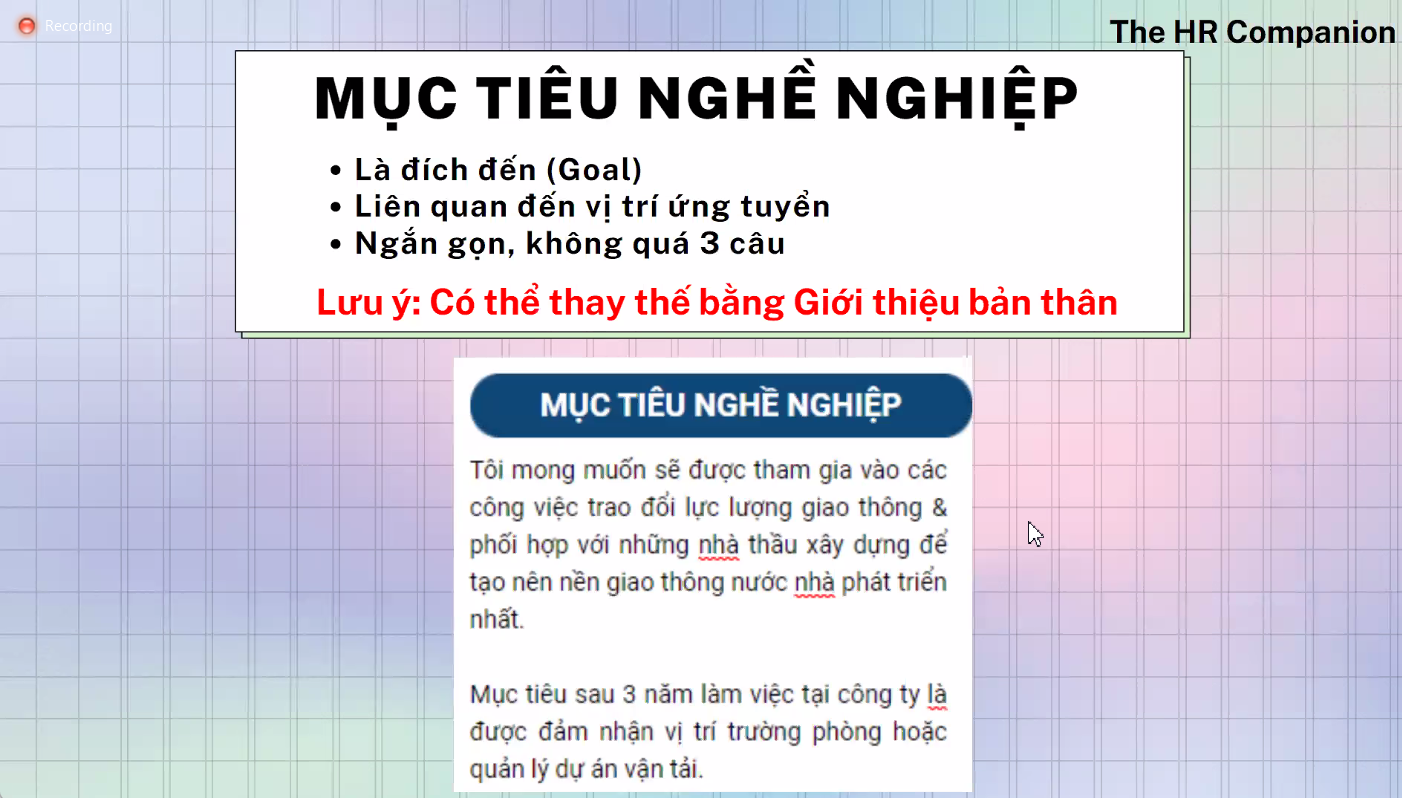 Recording
The HR Companion
MỤC TIÊU NGHỀ NGHIỆP
• Là đích đến (Goal)
• Liên quan đến vị trí ứng tuyển
• Ngắn gọn, không quá 3 câu
Lưu ý: Có thể thay thế bằng Giới thiệu bản thân
MỤC TIÊU NGHỀ NGHIỆP
Tôi mong muốn sẽ được tham gia vào các
công việc trao đổi lực lượng giao thông &
phối hợp với những nhà thầu xây dựng để
tạo nên nền giao thông nước nhà phát triển
nhất.
Mục tiêu sau 3 năm làm việc tại công ty là
được đảm nhận vị trí trường phòng hoặc
quản lý dự án vận tải.